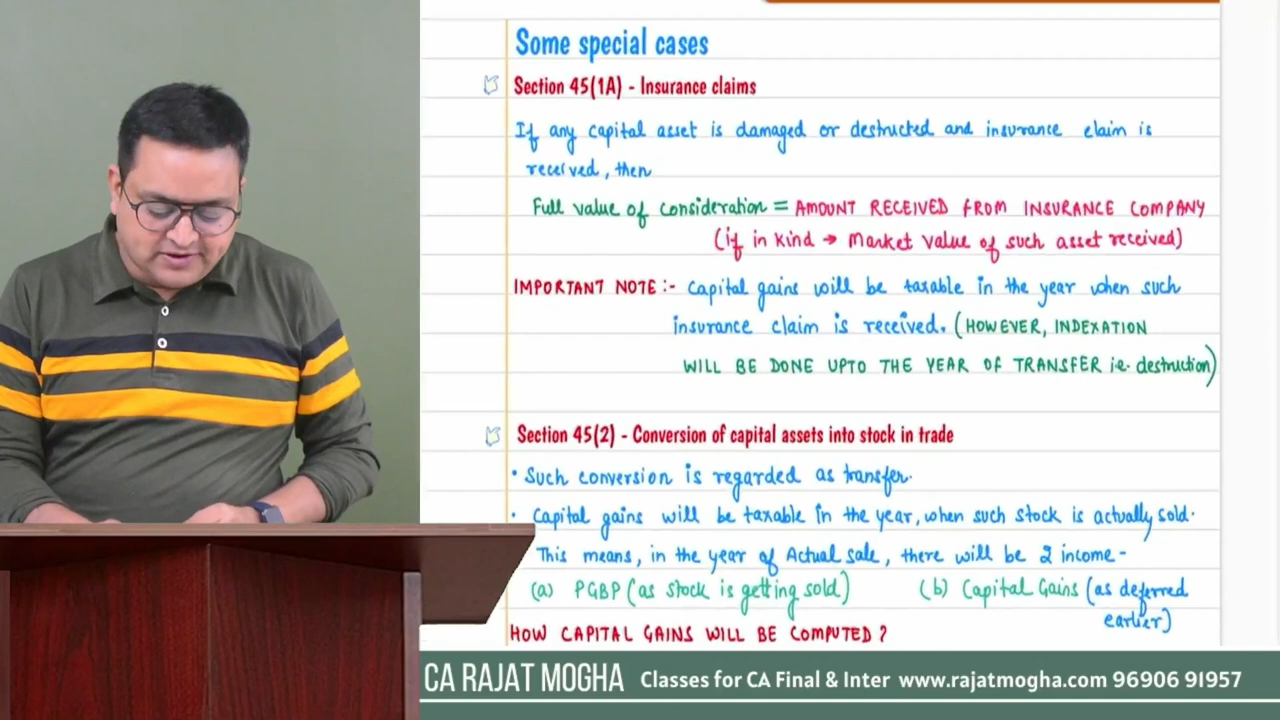 Some special cases
Section 45(1A) - Insurance claims
If any capital asset is damaged or destructed and insurance claim is
received, then
Full value of consideration = AMOUNT RECEIVED FROM INSURANCE COMPANY
(if in kind → Market value of such asset received)
IMPORTANT NOTE :- Capital gains will be taxable in the year when such
insurance claim is received. (HOWEVER, INDEXATION
WILL BE DONE UPTO THE YEAR OF TRANSFER i.e. destruction)
Section 45(2) - Conversion of capital assets into stock in trade
• Such conversion is regarded as transfer.
• Capital gains will be taxable in the year, when such stock is actually sold.
This means, in the year of Actual sale, there will be 2 income -
(a) PGBP (as stock is getting sold) (b) Capital Gains (as deferred
earlier)
HOW CAPITAL GAINS WILL BE COMPUTED ?
CA RAJAT MOGHA Classes for CA Final & Inter www.rajatmogha.com 96906 91957